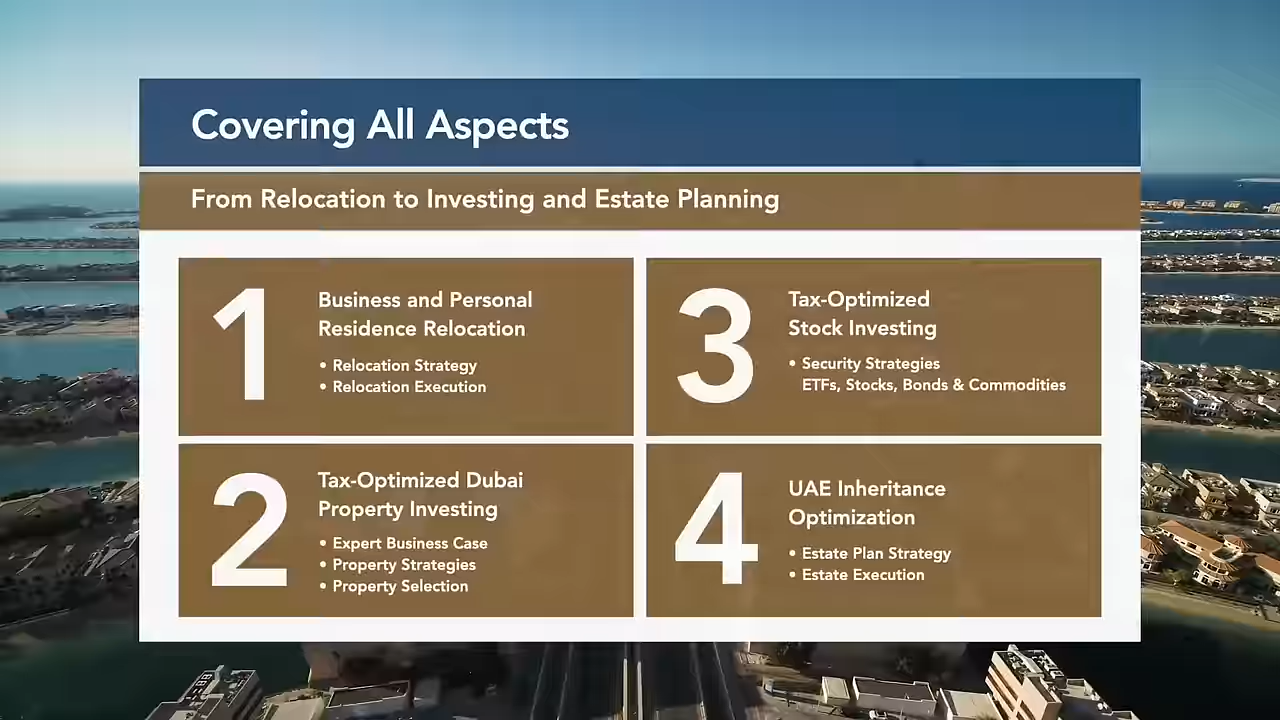 Covering All Aspects
From Relocation to Investing and Estate Planning
1
Business and Personal
Residence Relocation
• Relocation Strategy
• Relocation Execution
2
Tax-Optimized Dubai
Property Investing
• Expert Business Case
• Property Strategies
• Property Selection
3
Tax-Optimized
Stock Investing
• Security Strategies
ETFs, Stocks, Bonds & Commodities
4
UAE Inheritance
Optimization
• Estate Plan Strategy
• Estate Execution